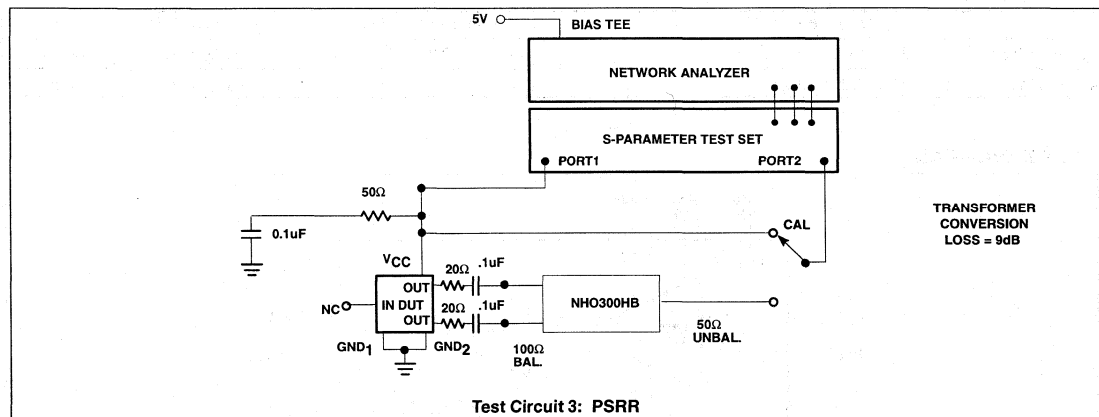 5V
BIAS TEE
NETWORK ANALYZER
S-PARAMETER TEST SET
PORT1
PORT2
50Ω
0.1uF
CAL
TRANSFORMER
CONVERSION
LOSS = 9dB
VCC
20Ω
.1uF
OUT
IN DUT
NC
20Ω
.1uF
OUT
NHO300HB
GND1
GND2
100Ω
BAL.
50Ω
UNBAL.
Test Circuit 3: PSRR